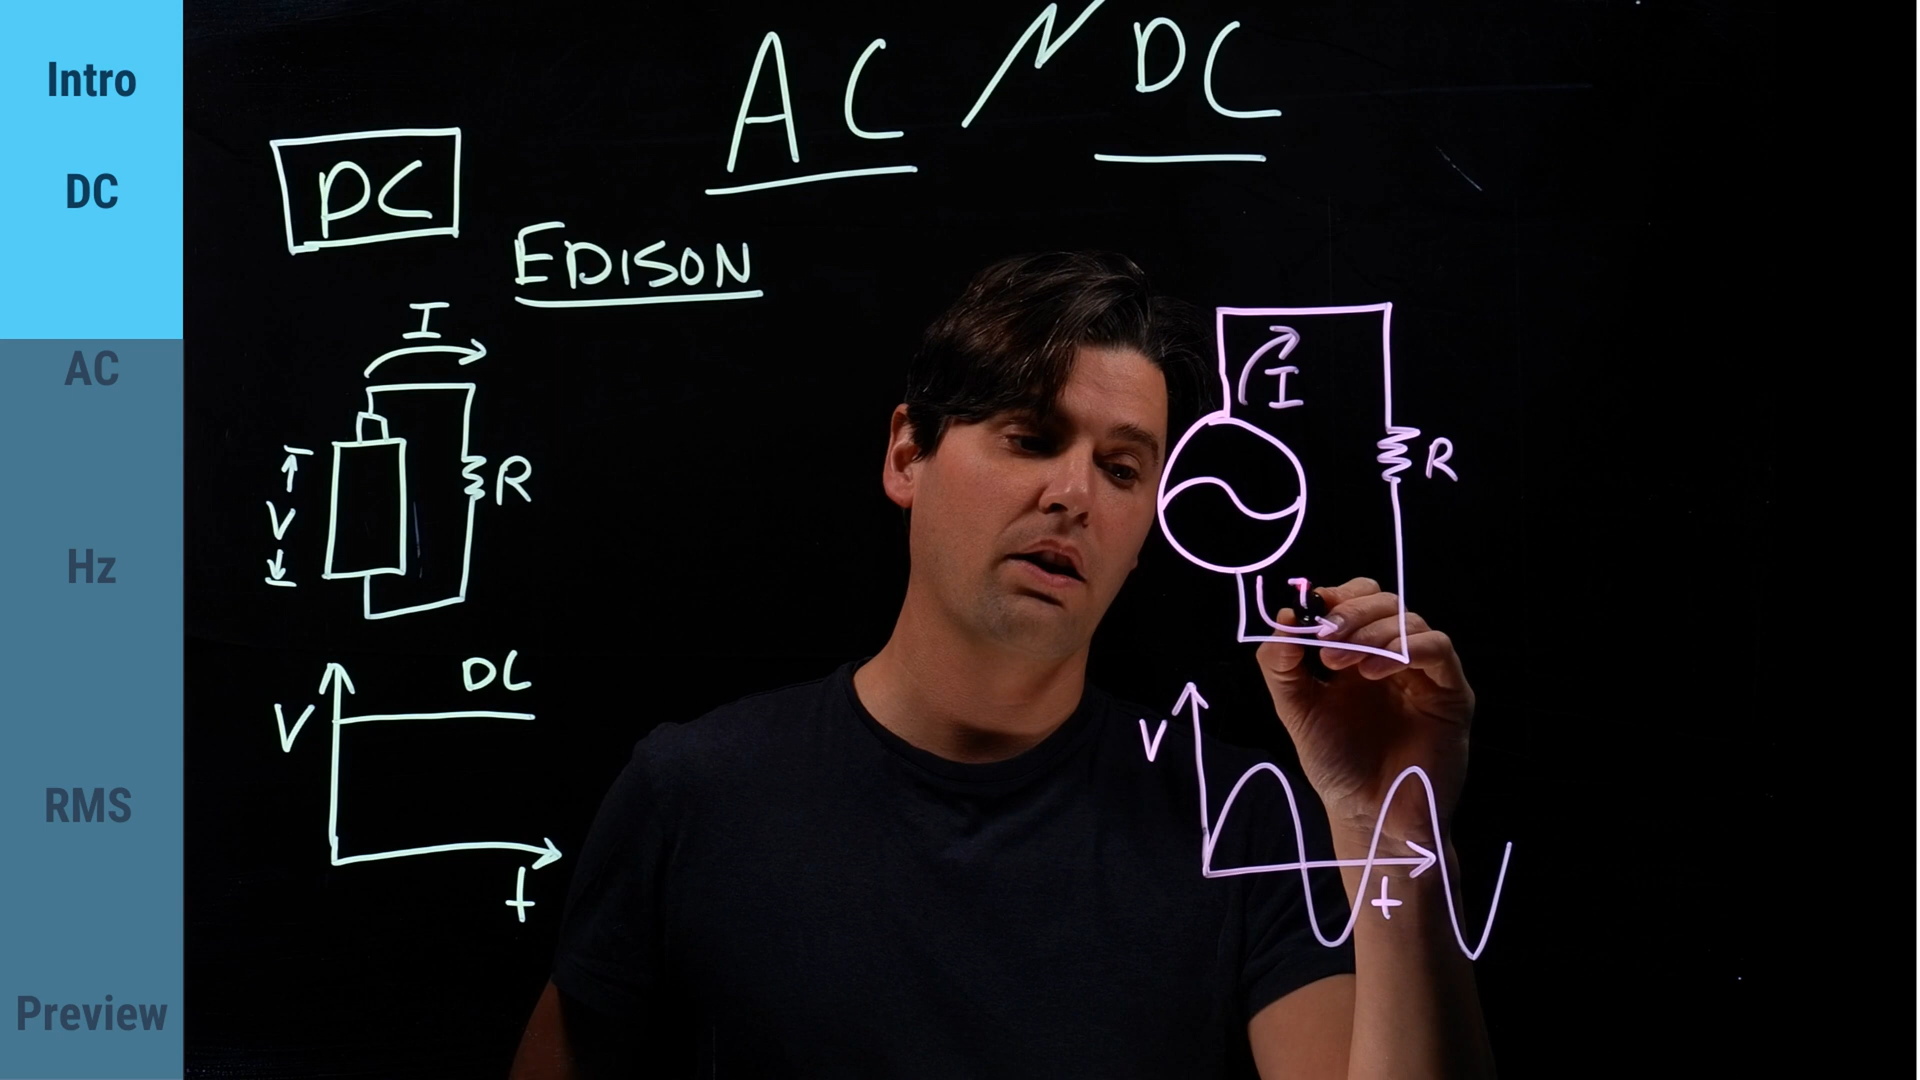 Intro
DC
AC
Hz
RMS
Preview
AC DC
DC
EDISON
I
V
R
DC
V
t
I
R
V
t